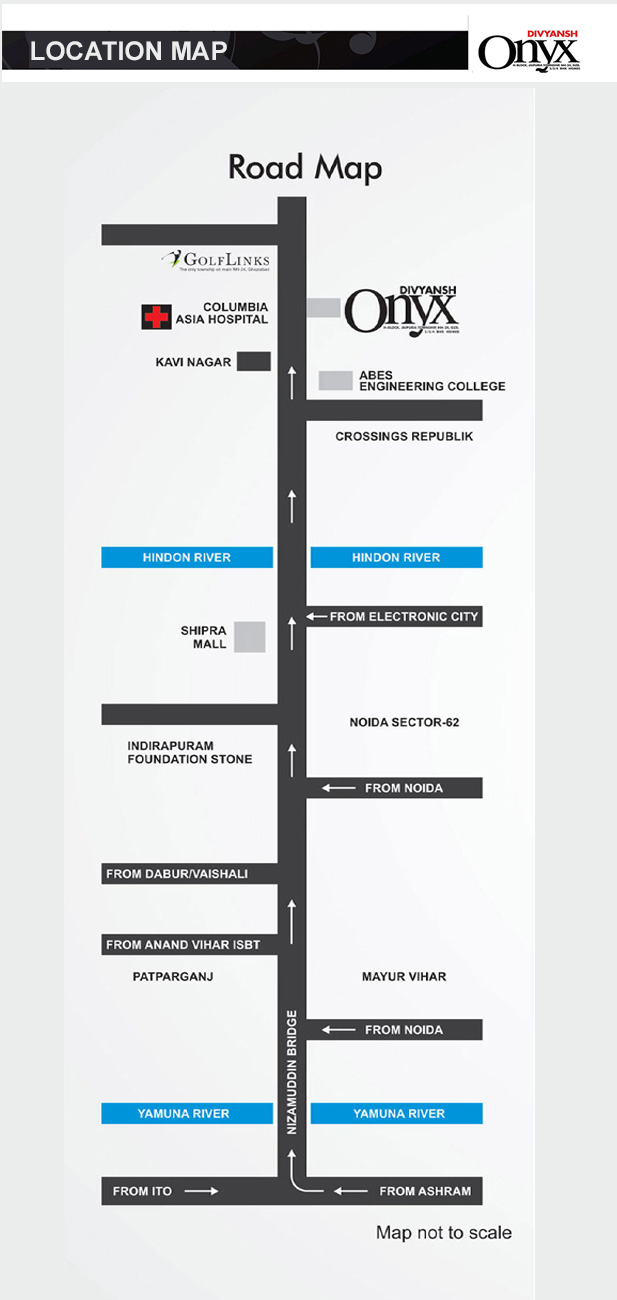 LOCATION MAP
DIVYANSH
Onyx
Road Map
GOLFLINKS
The only township on main NH-24, Ghaziabad
COLUMBIA
ASIA HOSPITAL
DIVYANSH
Onyx
KAVI NAGAR
ABES
ENGINEERING COLLEGE
CROSSINGS REPUBLIK
HINDON RIVER
HINDON RIVER
FROM ELECTRONIC CITY
SHIPRA
MALL
NOIDA SECTOR-62
INDIRAPURAM
FOUNDATION STONE
FROM NOIDA
FROM DABUR/VAISHALI
FROM ANAND VIHAR ISBT
PATPARGANJ
MAYUR VIHAR
FROM NOIDA
NIZAMUDDIN BRIDGE
YAMUNA RIVER
YAMUNA RIVER
FROM ITO
FROM ASHRAM
Map not to scale